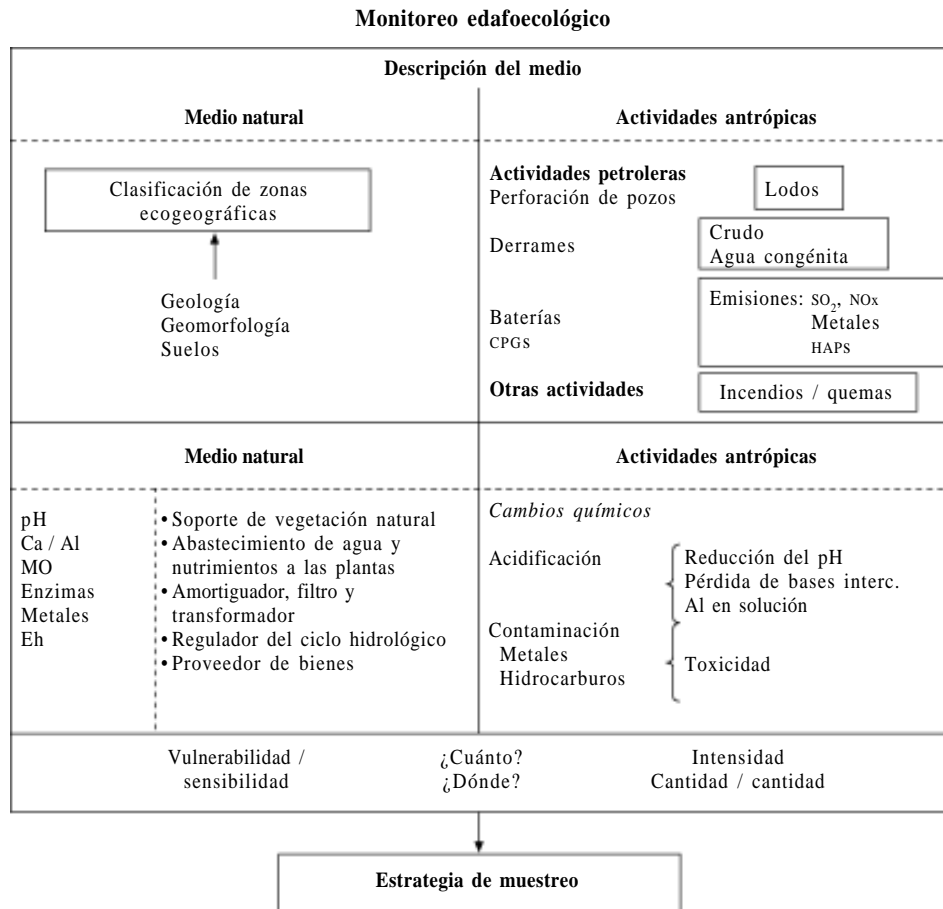 Monitoreo edafoecológico
Descripción del medio
Medio natural
Actividades antrópicas
Clasificación de zonas
ecogeográficas
Geología
Geomorfología
Suelos
Actividades petroleras
Perforación de pozos
Lodos
Derrames
Crudo
Agua congénita
Baterías
CPGS
Emisiones: SO₂, NOx
Metales
HAPS
Otras actividades
Incendios / quemas
Medio natural
Actividades antrópicas
pH
Ca / Al
MO
Enzimas
Metales
Eh
• Soporte de vegetación natural
• Abastecimiento de agua y
nutrimientos a las plantas
• Amortiguador, filtro y
transformador
• Regulador del ciclo hidrológico
• Proveedor de bienes
Cambios químicos
Acidificación
Reducción del pH
Pérdida de bases interc.
Al en solución
Contaminación
Metales
Hidrocarburos
Toxicidad
Vulnerabilidad /
sensibilidad
¿Cuánto?
¿Dónde?
Intensidad
Cantidad / cantidad
Estrategia de muestreo